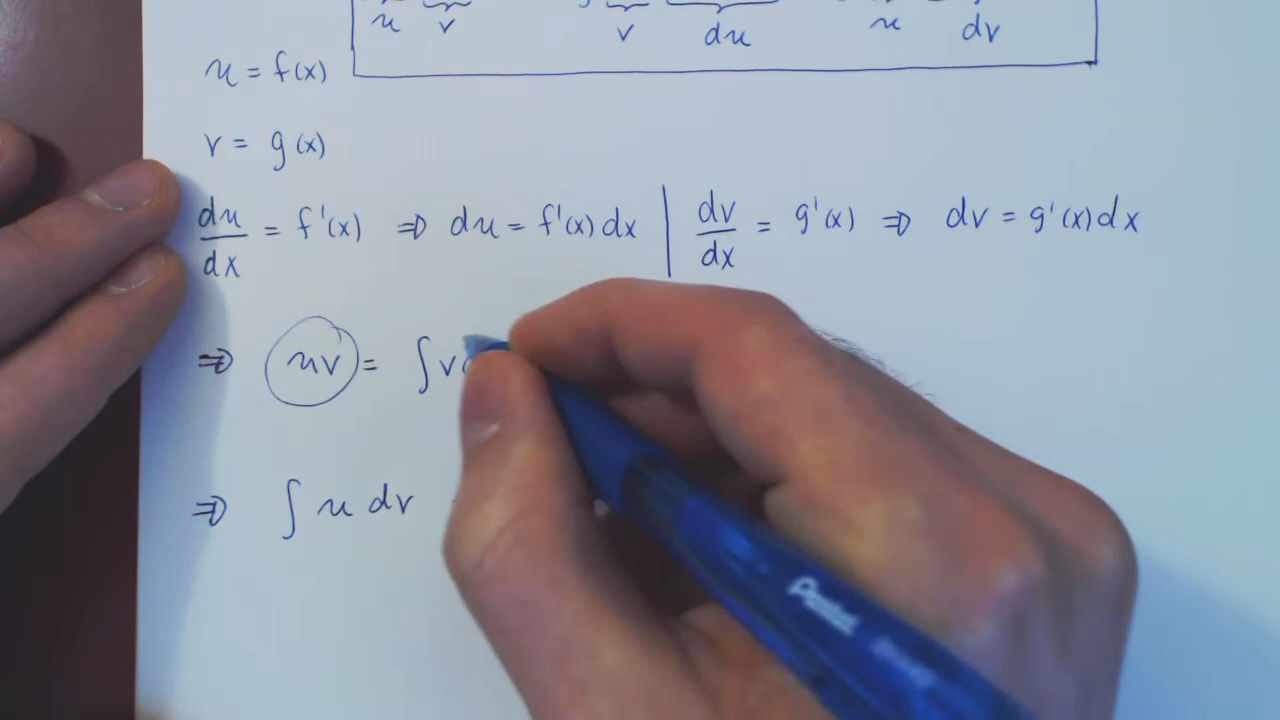 u v v du u dv
u = f(x)
v = g(x)
du/dx = f'(x) ⇒ du = f'(x) dx | dv/dx = g'(x) ⇒ dv = g'(x) dx
⇒ uv = ∫ v
⇒ ∫ u dv
Pentel